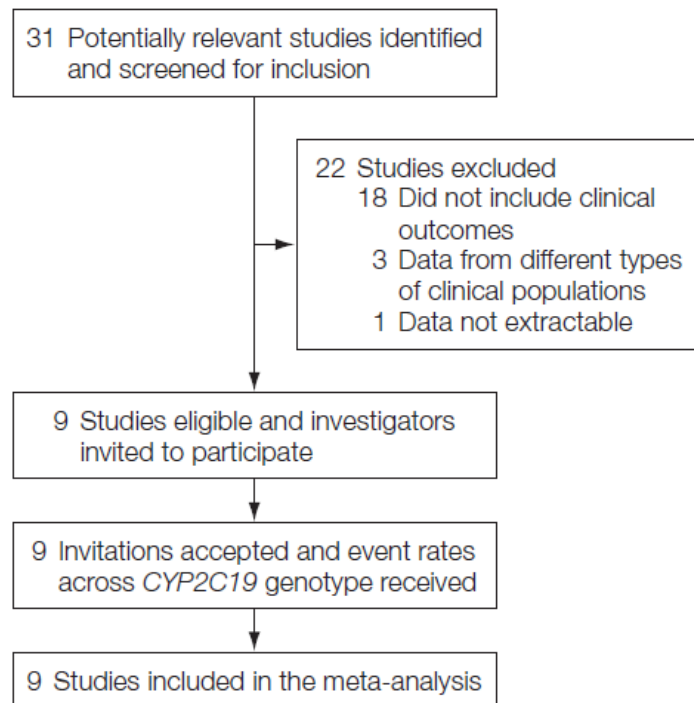 31 Potentially relevant studies identified
and screened for inclusion
22 Studies excluded
18 Did not include clinical
outcomes
3 Data from different types
of clinical populations
1 Data not extractable
9 Studies eligible and investigators
invited to participate
9 Invitations accepted and event rates
across CYP2C19 genotype received
9 Studies included in the meta-analysis